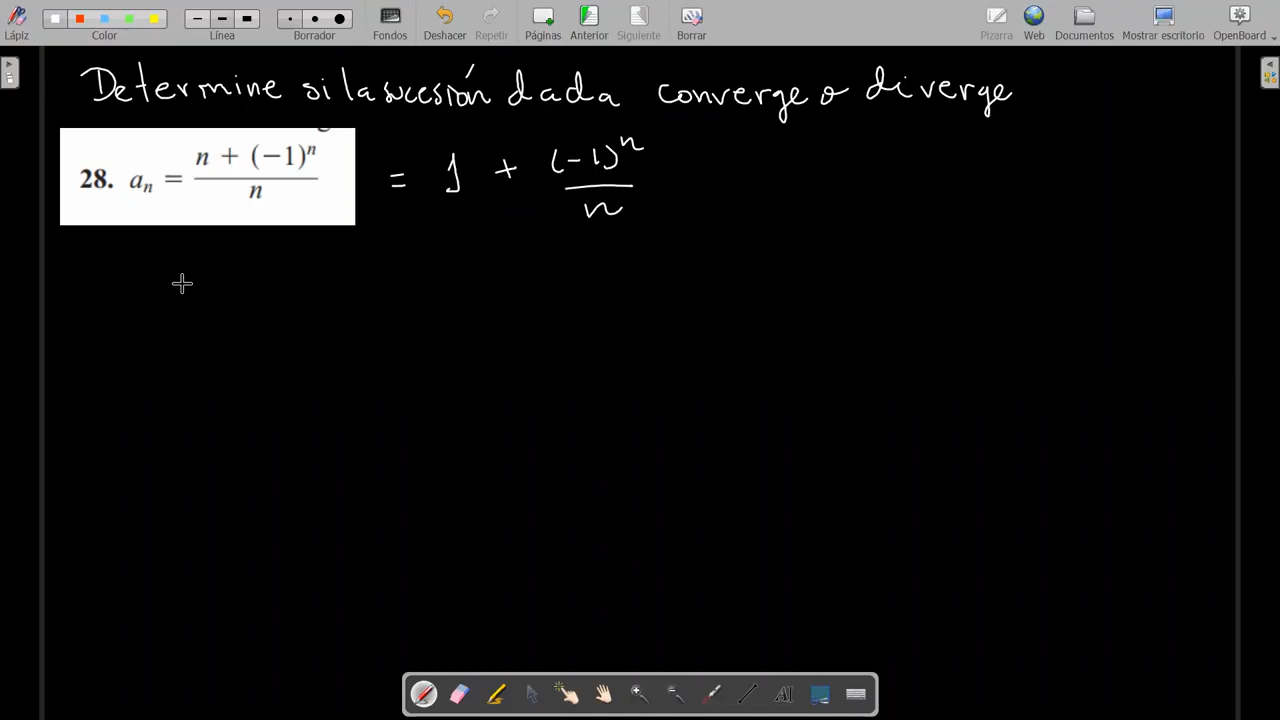 Lápiz Color Línea Borrador Fondos Deshacer Repetir Páginas Anterior Siguiente Borrar Pizarra Web Documentos Mostrar escritorio OpenBoard
Determine si la sucesión dada converge o diverge
28. aₙ = (n + (−1)ⁿ)/n = 1 + (-1)ⁿ/n
AI